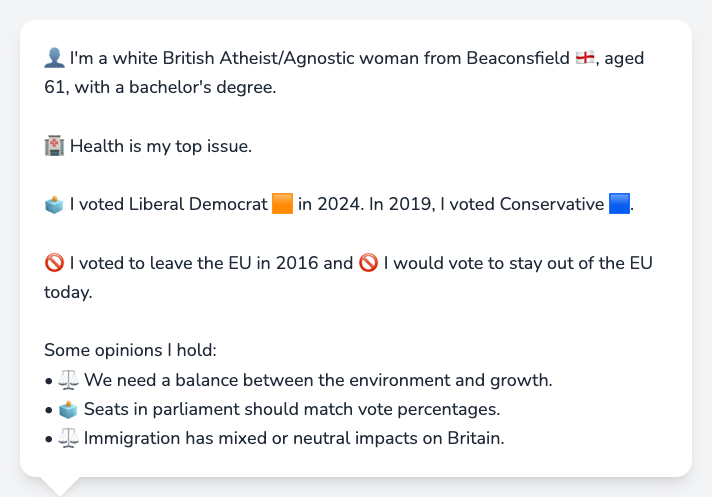 👤 I'm a white British Atheist/Agnostic woman from Beaconsfield 🏴󠁧󠁢󠁥󠁮󠁧󠁿, aged
61, with a bachelor's degree.
🏥 Health is my top issue.
🗳️ I voted Liberal Democrat 🟧 in 2024. In 2019, I voted Conservative 🟦.
🚫 I voted to leave the EU in 2016 and 🚫 I would vote to stay out of the EU
today.
Some opinions I hold:
• ⚖️ We need a balance between the environment and growth.
• 🗳️ Seats in parliament should match vote percentages.
• ⚖️ Immigration has mixed or neutral impacts on Britain.